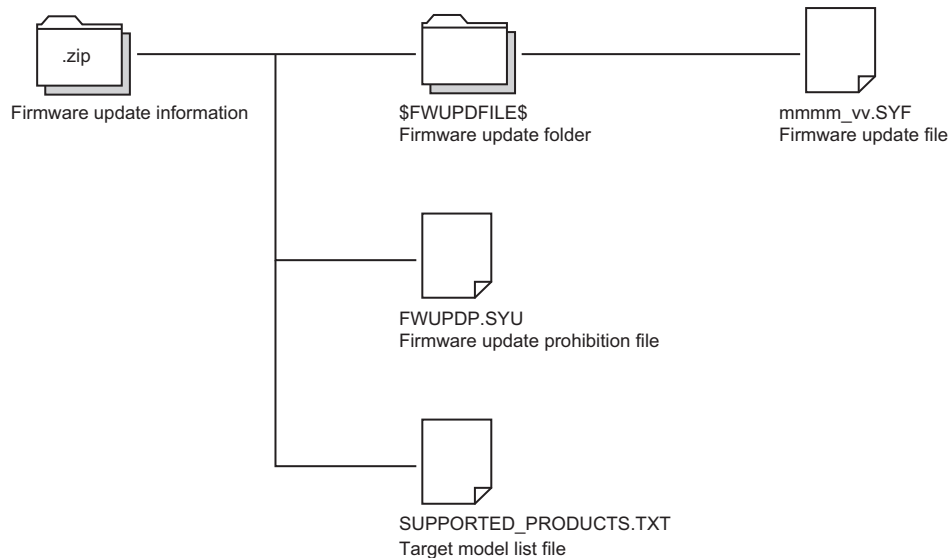 .zip
Firmware update information
$FWUPDFILE$
Firmware update folder
mmmm_vv.SYF
Firmware update file
FWUPDP.SYU
Firmware update prohibition file
SUPPORTED_PRODUCTS.TXT
Target model list file